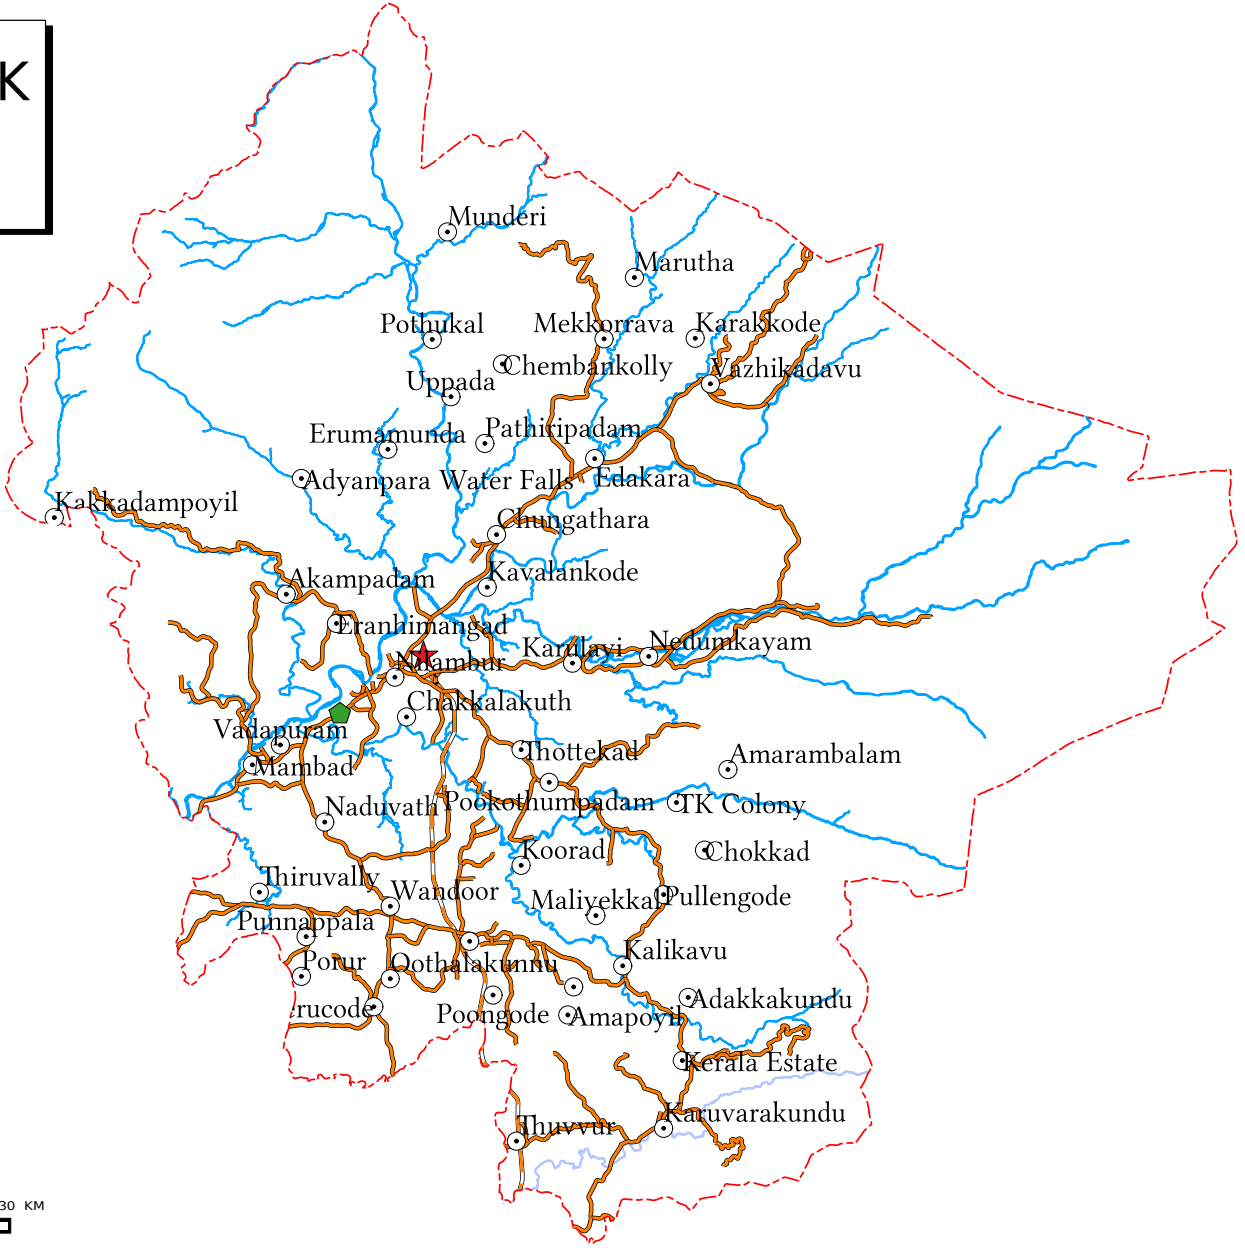 K
Munderi
Marutha
Pothukal
Mekkorrava
Karakkode
Chembankolly
Vazhikadavu
Uppada
Erumamunda
Pathiripadam
Adyanpara Water Falls
Edakara
Kakkadampoyil
Chungathara
Akampadam
Kavalankode
Eranhimangad
Karulayi
Nedumkayam
Nilambur
Chakkalakuth
Vadapuram
Thottekad
Amarambalam
Mambad
Naduvath
Pookothumpadam
TK Colony
Koorad
Chokkad
Thiruvally
Wandoor
Maliyekkal
Pullengode
Punnappala
Kalikavu
Porur
Oothalakunnu
Adakkakundu
rucode
Poongode
Amapoyil
Kerala Estate
Karuvarakundu
Thuvvur
30 KM